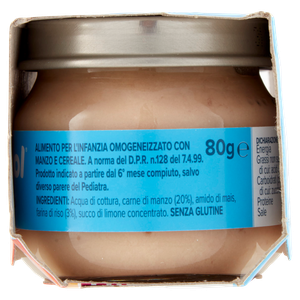 ol
ALIMENTO PER L'INFANZIA OMOGENEIZZATO CON
MANZO E CEREALE. A norma del D.P.R. n.128 del 7.4.99.
Prodotto indicato a partire dal 6° mese compiuto, salvo
diverso parere del Pediatra.
80g e
INGREDIENTI: Acqua di cottura, carne di manzo (20%), amido di mais,
farina di riso (3%), succo di limone concentrato. SENZA GLUTINE
DICHIARAZIONE
Energia
Grassi
di cui
Carboidrati
di cui
Proteine
Sale